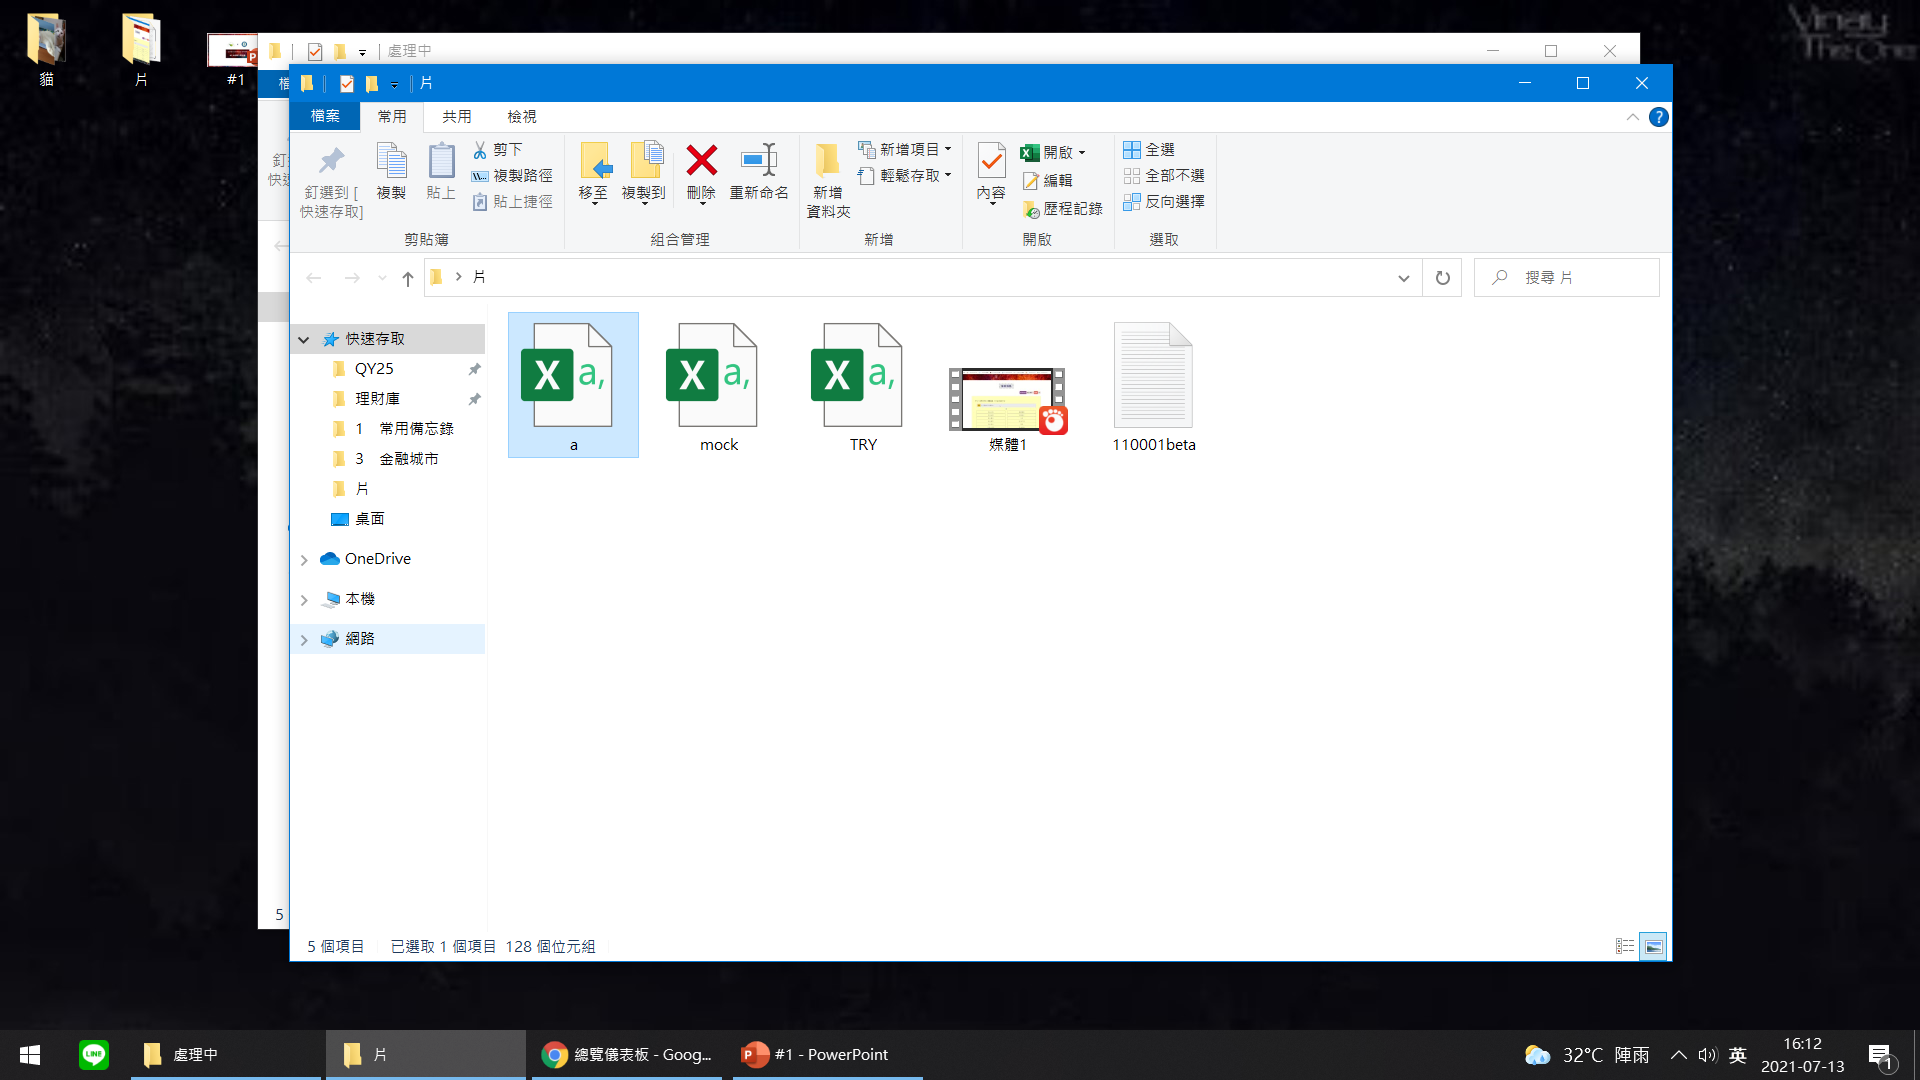 Vinay
The One
貓
片
#1
處理中
片
檔案
常用
共用
檢視
釘選到 [
快速存取]
複製
貼上
剪下
複製路徑
貼上捷徑
剪貼簿
移至
複製到
刪除
重新命名
組合管理
新增
資料夾
新增項目
輕鬆存取
新增
內容
開啟
編輯
歷程記錄
開啟
全選
全部不選
反向選擇
選取
片
搜尋 片
快速存取
QY25
理財庫
1 常用備忘錄
3 金融城市
片
桌面
OneDrive
本機
網路
a
mock
TRY
媒體1
110001beta
5
5 個項目
已選取 1 個項目 128 個位元組
LINE
處理中
片
總覽儀表板 - Goog...
#1 - PowerPoint
32°C 陣雨
英
16:12
2021-07-13
1